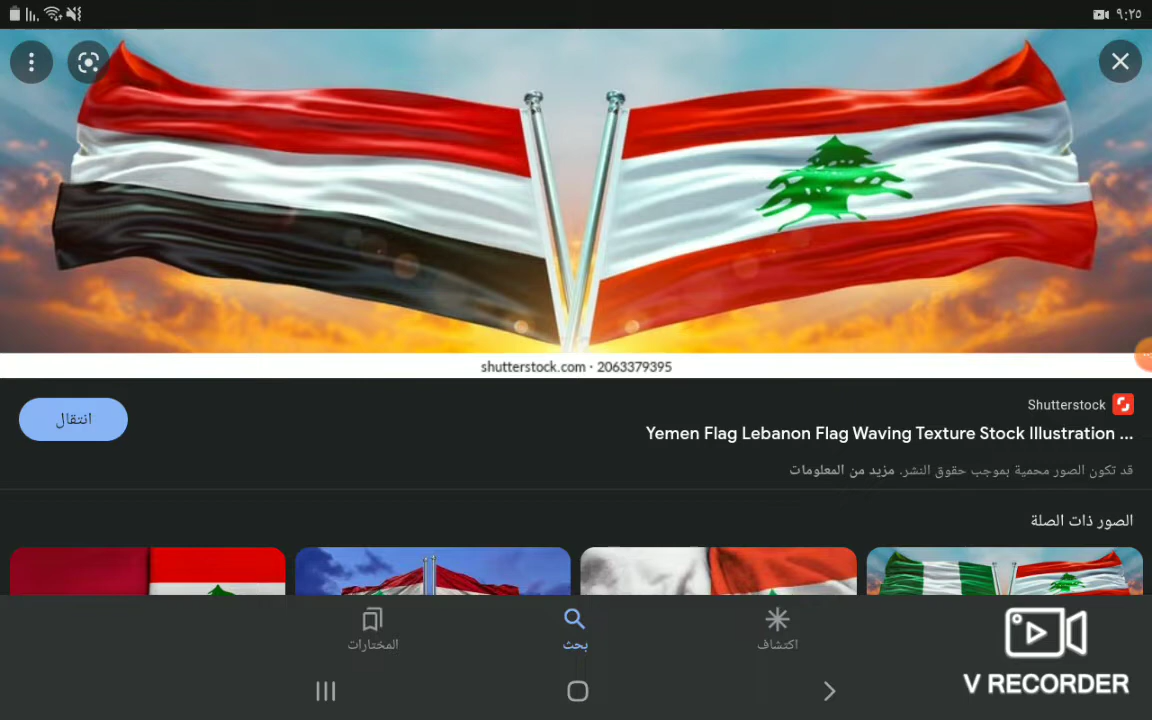 ٩:٢٥
shutterstock.com · 2063379395
Shutterstock
انتقال
Yemen Flag Lebanon Flag Waving Texture Stock Illustration ...
قد تكون الصور محمية بموجب حقوق النشر. مزيد من المعلومات
الصور ذات الصلة
اكتشاف
بحث
المختارات
V RECORDER